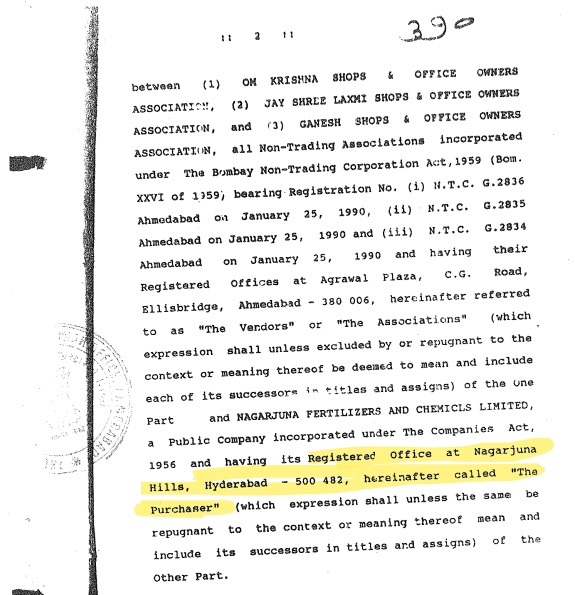 !! 2 !!
390
between (1) OM KRISHNA SHOPS & OFFICE OWNERS
ASSOCIATION, (2) JAY SHREE LAXMI SHOPS & OFFICE OWNERS
ASSOCIATION, and (3) GANESH SHOPS & OFFICE OWNERS
ASSOCIATION, all Non-Trading Associations incorporated
under The Bombay Non-Trading Corporation Act,1959 (Bom.
XXVI of 1959) bearing Registration No. (i) N.T.C. G.2836
Ahmedabad on January 25, 1990, (ii) N.T.C. G.2835
Ahmedabad on January 25, 1990 and (iii) N.T.C. G.2834
Ahmedabad on January 25, 1990 and having their
Registered Offices at Agrawal Plaza, C.G. Road,
Ellisbridge, Ahmedabad - 380 006, hereinafter referred
to as "The Vendors" or "The Associations" (which
expression shall unless excluded by or repugnant to the
context or meaning thereof be deemed to mean and include
each of its successors in titles and assigns) of the One
Part and NAGARJUNA FERTILIZERS AND CHEMICLS LIMITED,
a Public Company incorporated under The Companies Act,
1956 and having its Registered Office at Nagarjuna
Hills, Hyderabad - 500 482, hereinafter called "The
Purchaser" (which expression shall unless the same be
repugnant to the context or meaning thereof mean and
include its successors in titles and assigns) of the
Other Part.